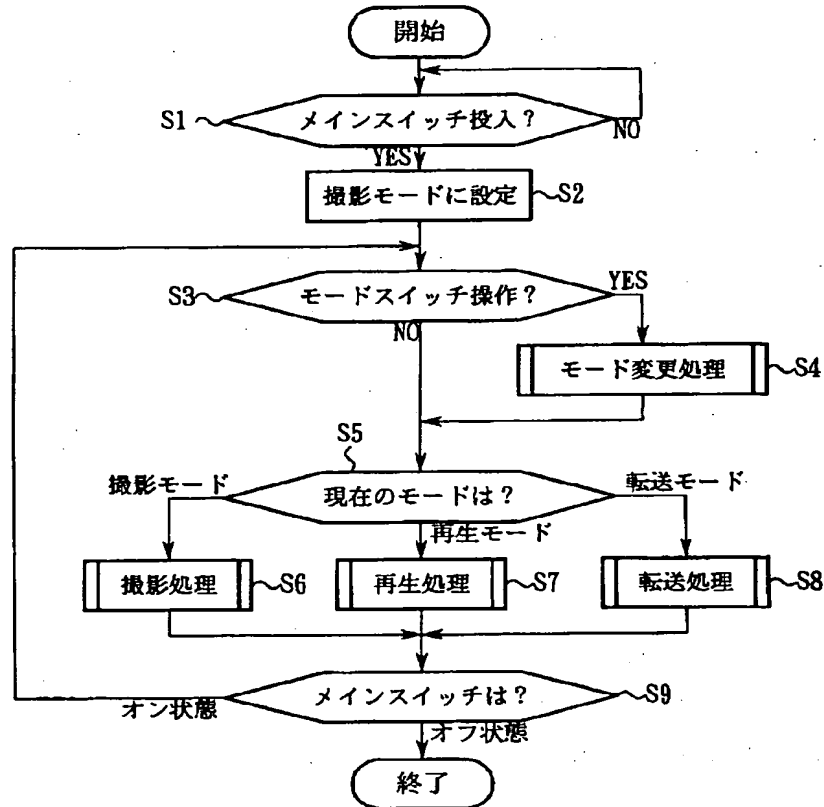 開始
S1
メインスイッチ投入?
NO
YES
撮影モードに設定
S2
S3
モードスイッチ操作?
YES
NO
モード変更処理
S4
S5
撮影モード
現在のモードは?
転送モード
再生モード
撮影処理
S6
再生処理
S7
転送処理
S8
メインスイッチは?
S9
オン状態
オフ状態
終了